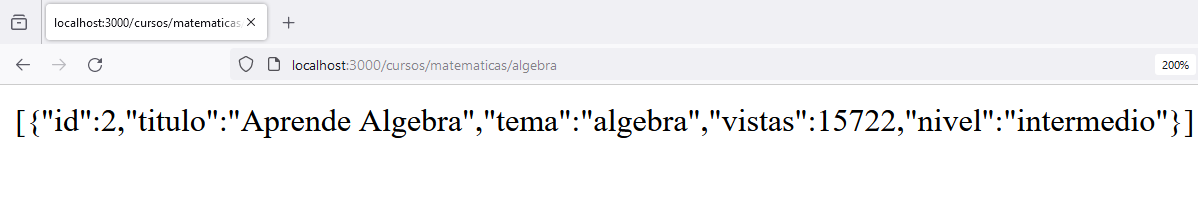 localhost:3000/cursos/matematicas
localhost:3000/cursos/matematicas/algebra
200%
[{"id":2,"titulo":"Aprende Algebra","tema":"algebra","vistas":15722,"nivel":"intermedio"}]